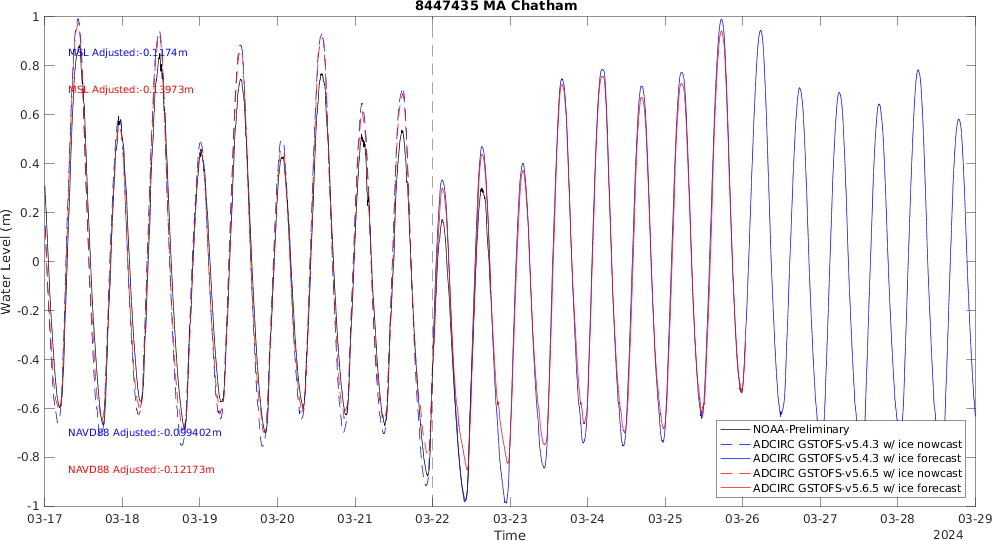 8447435 MA Chatham
Water Level (m)
1
0.8
0.6
0.4
0.2
0
-0.2
-0.4
-0.6
-0.8
-1
MSL Adjusted:-0.1174m
MSL Adjusted:-0.13973m
NAVD88 Adjusted:-0.099402m
NAVD88 Adjusted:-0.12173m
NOAA-Preliminary
ADCIRC GSTOFS-v5.4.3 w/ ice nowcast
ADCIRC GSTOFS-v5.4.3 w/ ice forecast
ADCIRC GSTOFS-v5.6.5 w/ ice nowcast
ADCIRC GSTOFS-v5.6.5 w/ ice forecast
03-17 03-18 03-19 03-20 03-21 03-22 03-23 03-24 03-25 03-26 03-27 03-28 03-29
Time
2024